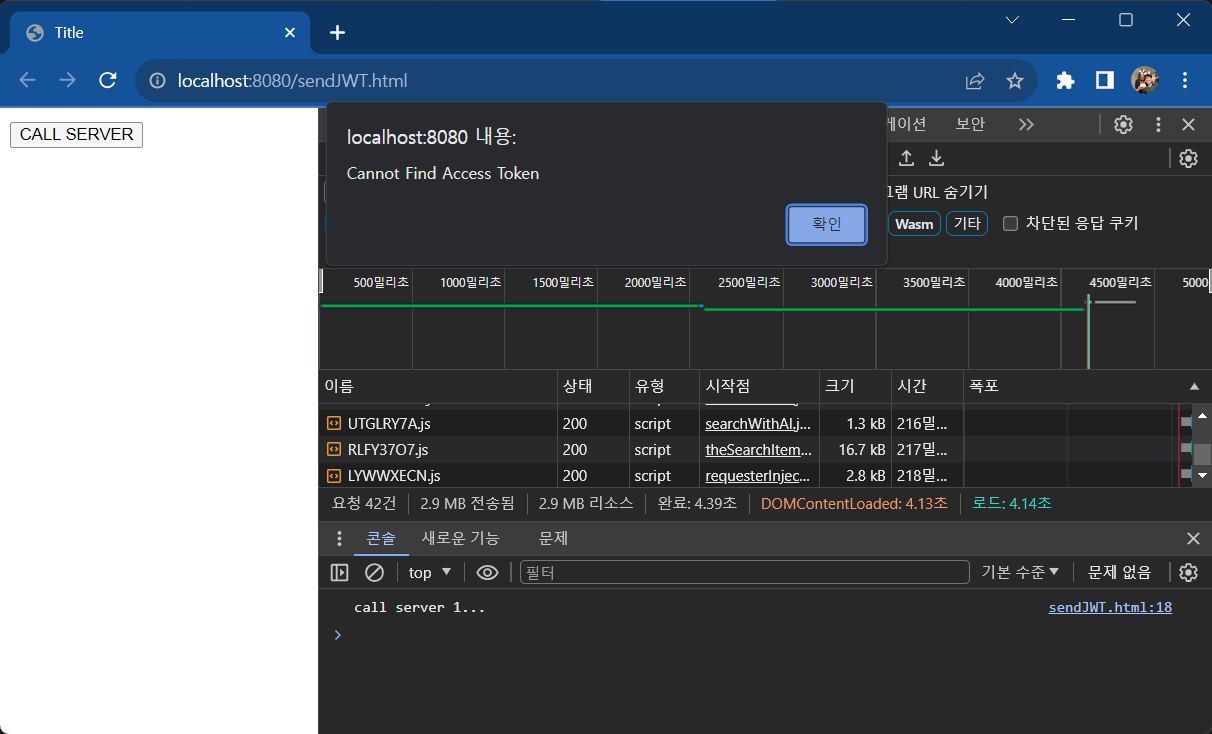 Title
localhost:8080/sendJWT.html
CALL SERVER
localhost:8080 내용:
Cannot Find Access Token
확인
보안
URL 숨기기
Wasm
기타
차단된 응답 쿠키
500밀리초 1000밀리초 1500밀리초 2000밀리초 2500밀리초 3000밀리초 3500밀리초 4000밀리초 4500밀리초 5000
이름 상태 유형 시작점 크기 시간 폭포
UTGLRY7A.js 200 script searchWithAI.j... 1.3 kB 216밀...
RLFY37O7.js 200 script theSearchItem... 16.7 kB 217밀...
LYWWXECN.js 200 script requesterInjec... 2.8 kB 218밀...
요청 42건 2.9 MB 전송됨 2.9 MB 리소스 완료: 4.39초 DOMContentLoaded: 4.13초 로드: 4.14초
콘솔 새로운 기능 문제
top 필터 기본 수준 문제 없음
call server 1... sendJWT.html:18